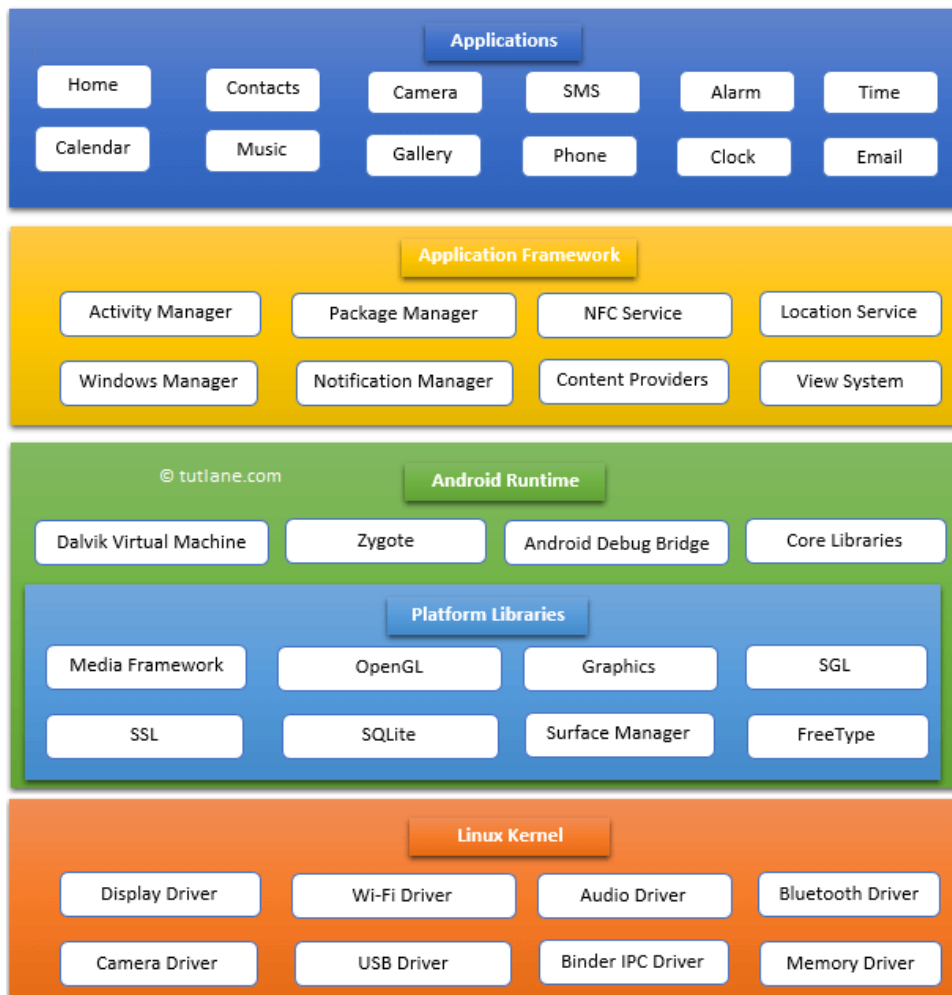 Applications
Home Contacts Camera SMS Alarm Time
Calendar Music Gallery Phone Clock Email
Application Framework
Activity Manager Package Manager NFC Service Location Service
Windows Manager Notification Manager Content Providers View System
© tutlane.com
Android Runtime
Dalvik Virtual Machine Zygote Android Debug Bridge Core Libraries
Platform Libraries
Media Framework OpenGL Graphics SGL
SSL SQLite Surface Manager FreeType
Linux Kernel
Display Driver Wi-Fi Driver Audio Driver Bluetooth Driver
Camera Driver USB Driver Binder IPC Driver Memory Driver